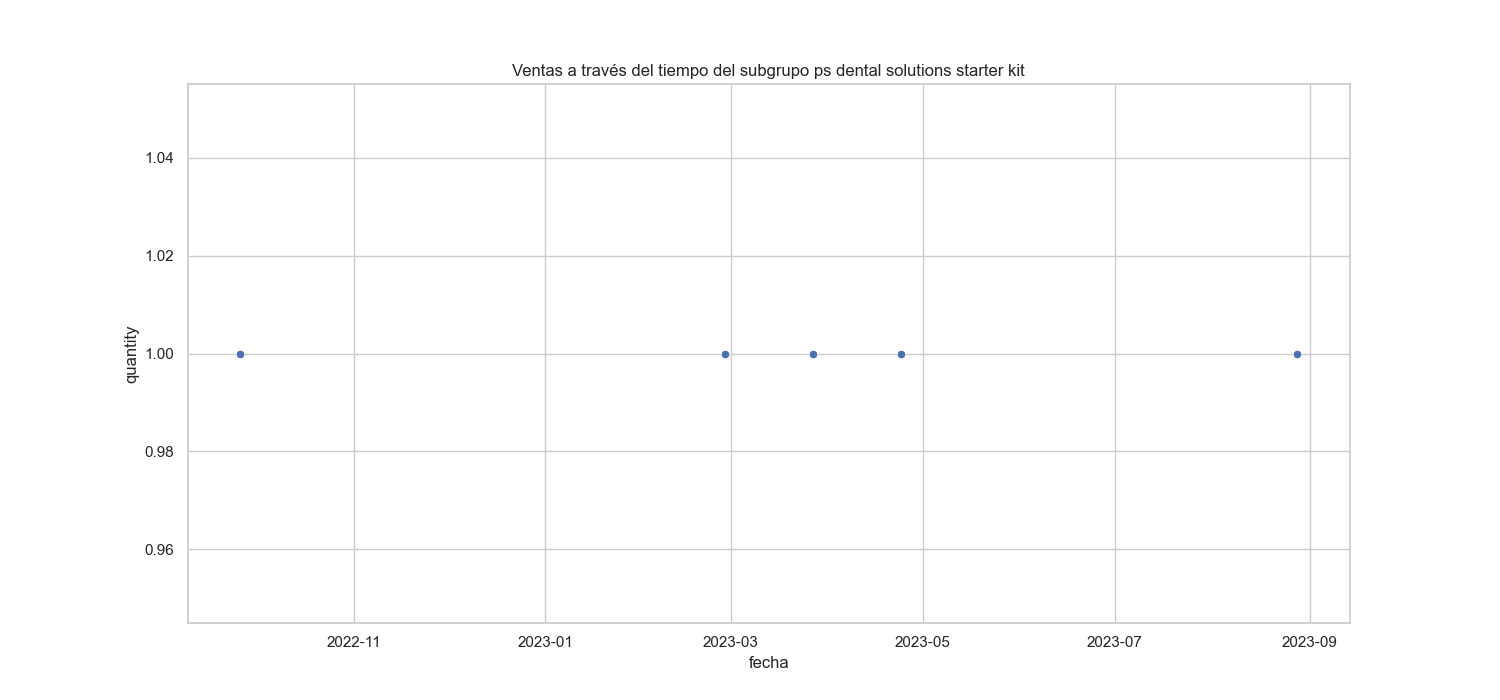 Ventas a través del tiempo del subgrupo ps dental solutions starter kit
1.04
1.02
1.00
0.98
0.96
quantity
2022-11 2023-01 2023-03 2023-05 2023-07 2023-09
fecha